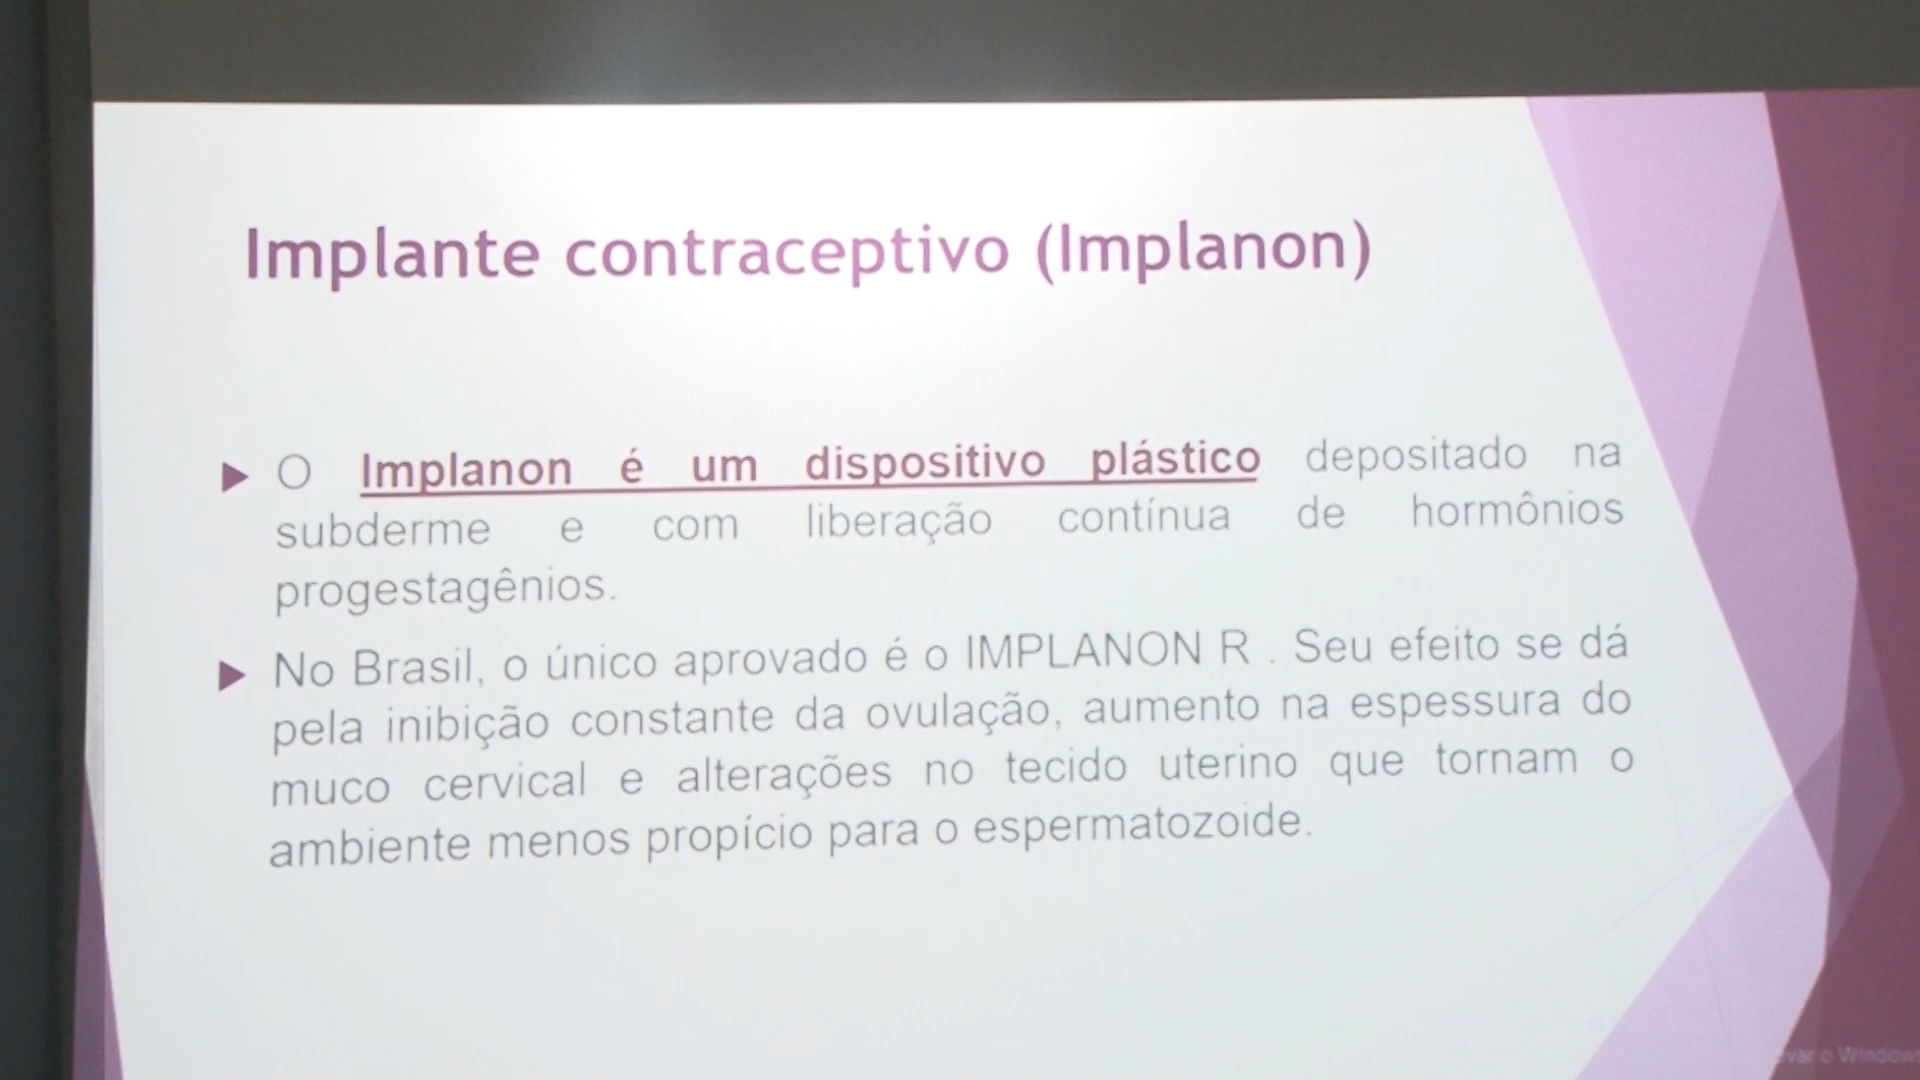 Implante contraceptivo (Implanon)
O Implanon é um dispositivo plástico depositado na
subderme e com liberação contínua de hormônios
progestagênios.
No Brasil, o único aprovado é o IMPLANON R . Seu efeito se dá
pela inibição constante da ovulação, aumento na espessura do
muco cervical e alterações no tecido uterino que tornam o
ambiente menos propício para o espermatozoide.
o Windows